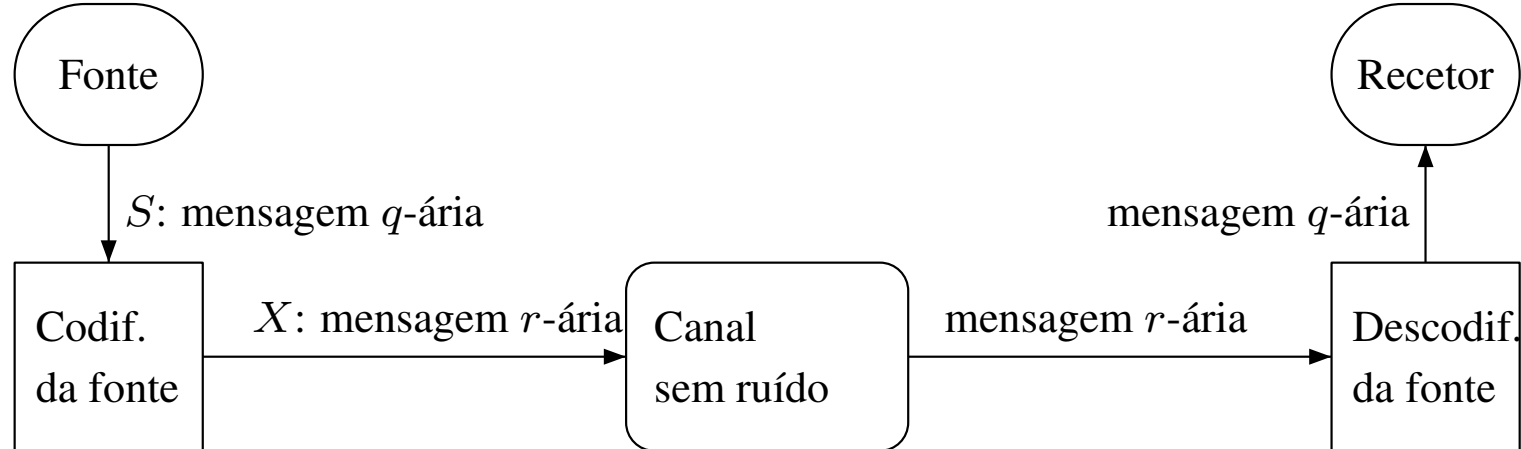 Fonte
Recetor
S: mensagem q-ária
mensagem q-ária
X: mensagem r-ária
mensagem r-ária
Codif.
da fonte
Canal
sem ruído
Descodif.
da fonte